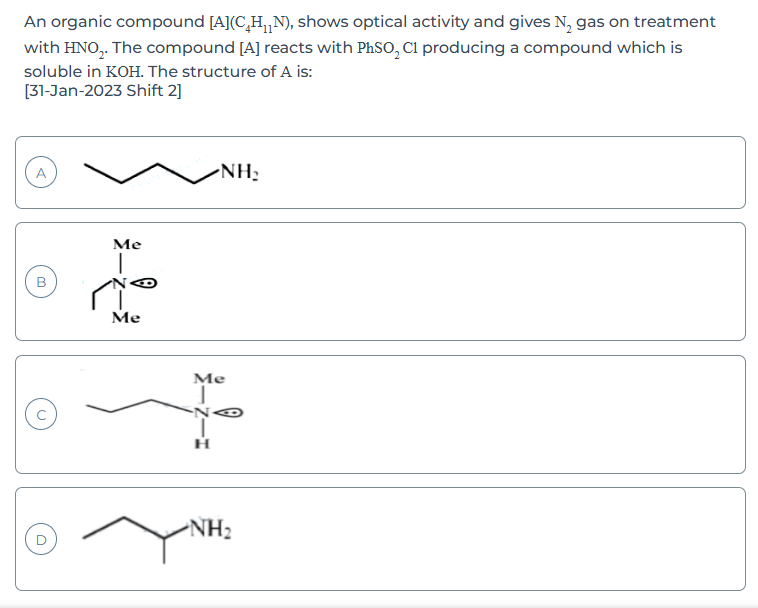 An organic compound [A](C₄H₁₁N), shows optical activity and gives N₂ gas on treatment
with HNO₂. The compound [A] reacts with PhSO₂Cl producing a compound which is
soluble in KOH. The structure of A is:
[31-Jan-2023 Shift 2]
A
NH₂
B
Me
N
Me
C
Me
N
H
D
NH₂